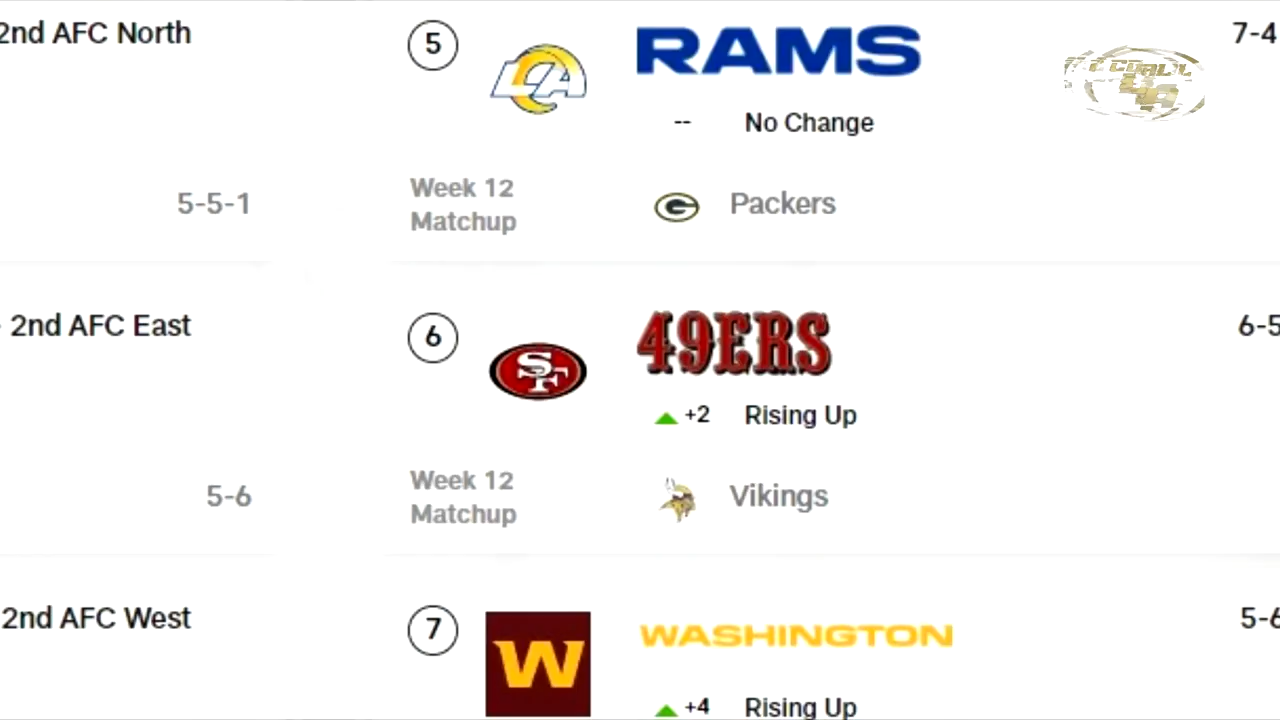 2nd AFC North
5
RAMS
7-4
LA
-- No Change
5-5-1
Week 12
Matchup
G
Packers
2nd AFC East
6
49ERS
6-5
SF
+2 Rising Up
5-6
Week 12
Matchup
Vikings
2nd AFC West
7
W
WASHINGTON
5-6
+4 Rising Up